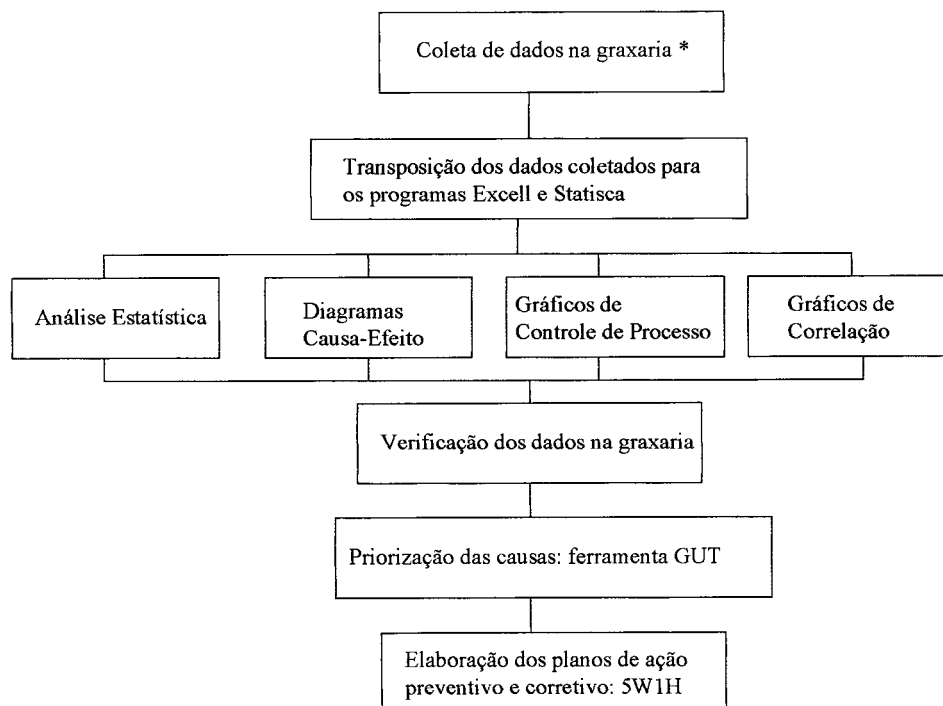 Coleta de dados na graxaria *
Transposição dos dados coletados para
os programas Excell e Statisca
Análise Estatística
Diagramas
Causa-Efeito
Gráficos de
Controle de Processo
Gráficos de
Correlação
Verificação dos dados na graxaria
Priorização das causas: ferramenta GUT
Elaboração dos planos de ação
preventivo e corretivo: 5W1H